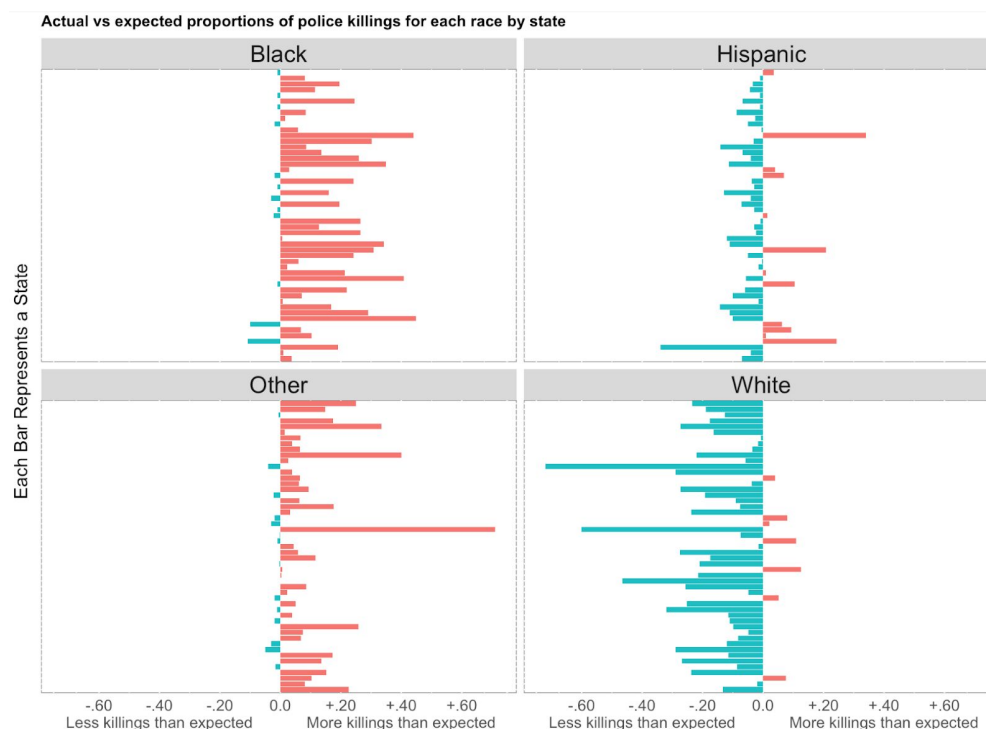 Actual vs expected proportions of police killings for each race by state
Black
Hispanic
Each Bar Represents a State
Other
White
-.60 -.40 -.20 0.0 +.20 +.40 +.60
Less killings than expected More killings than expected
-.60 -.40 -.20 0.0 +.20 +.40 +.60
Less killings than expected More killings than expected